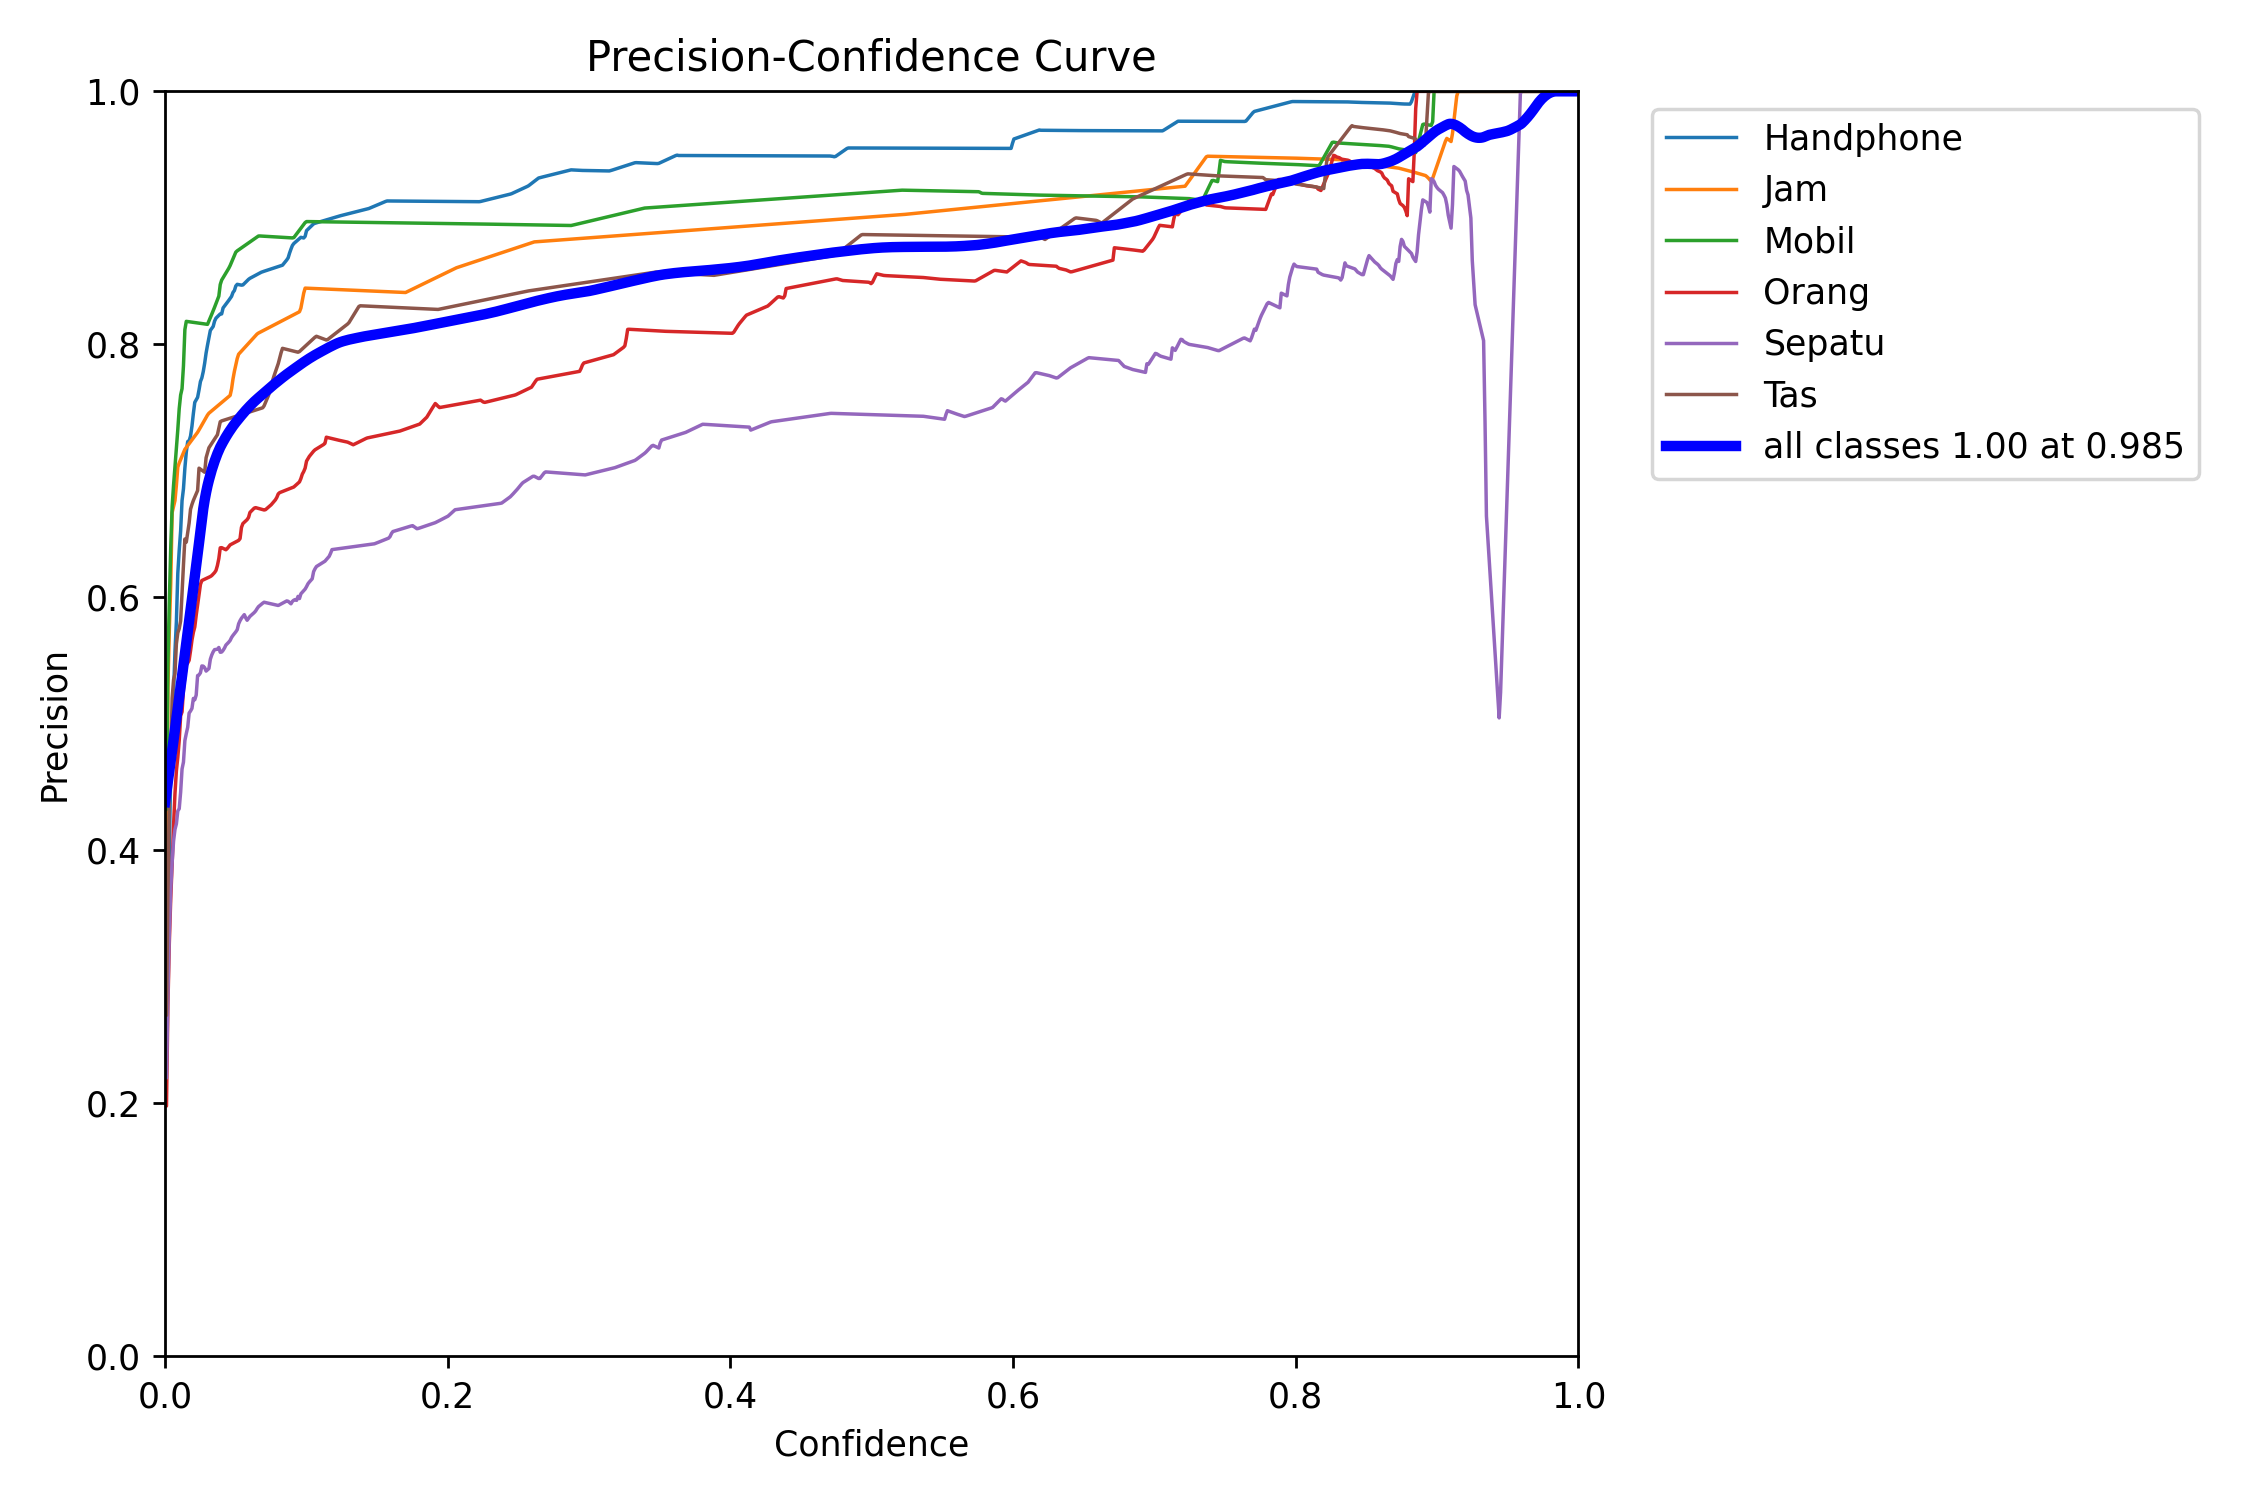 Precision-Confidence Curve
1.0
0.8
0.6
0.4
0.2
0.0
Precision
0.0 0.2 0.4 0.6 0.8 1.0
Confidence
Handphone
Jam
Mobil
Orang
Sepatu
Tas
all classes 1.00 at 0.985